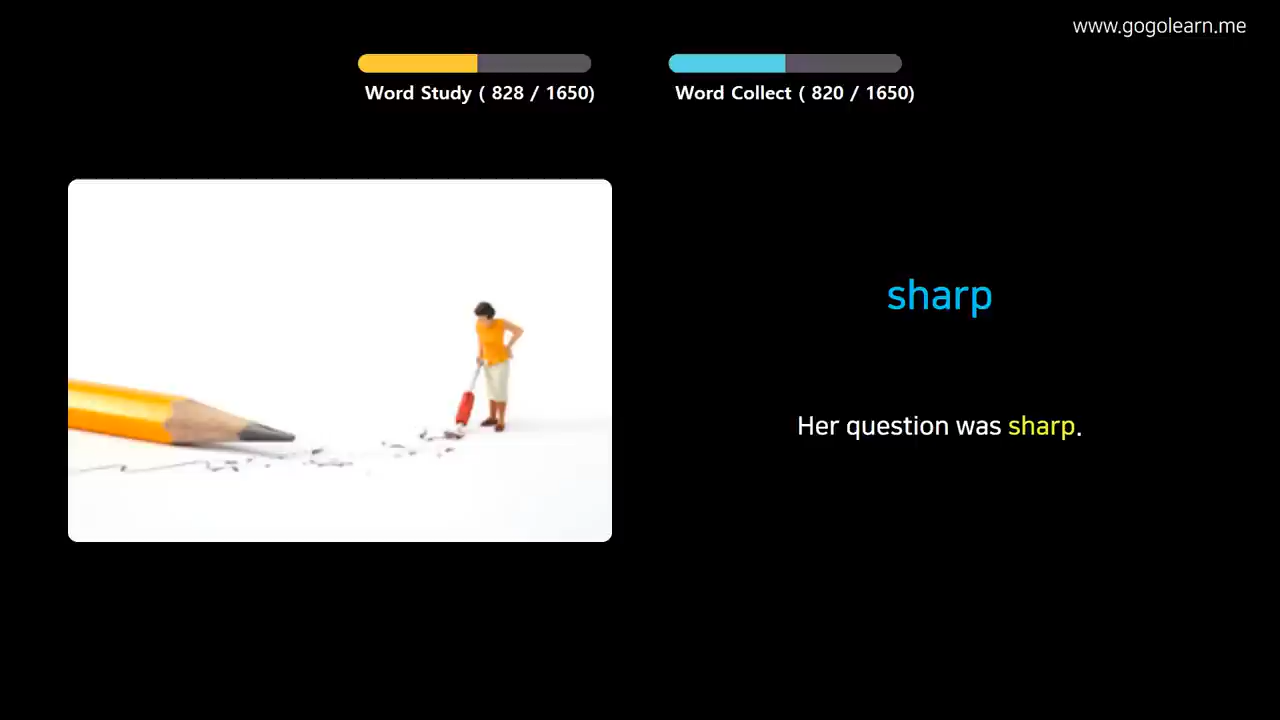 www.gogolearn.me
Word Study ( 828 / 1650)
Word Collect ( 820 / 1650)
sharp
Her question was sharp.